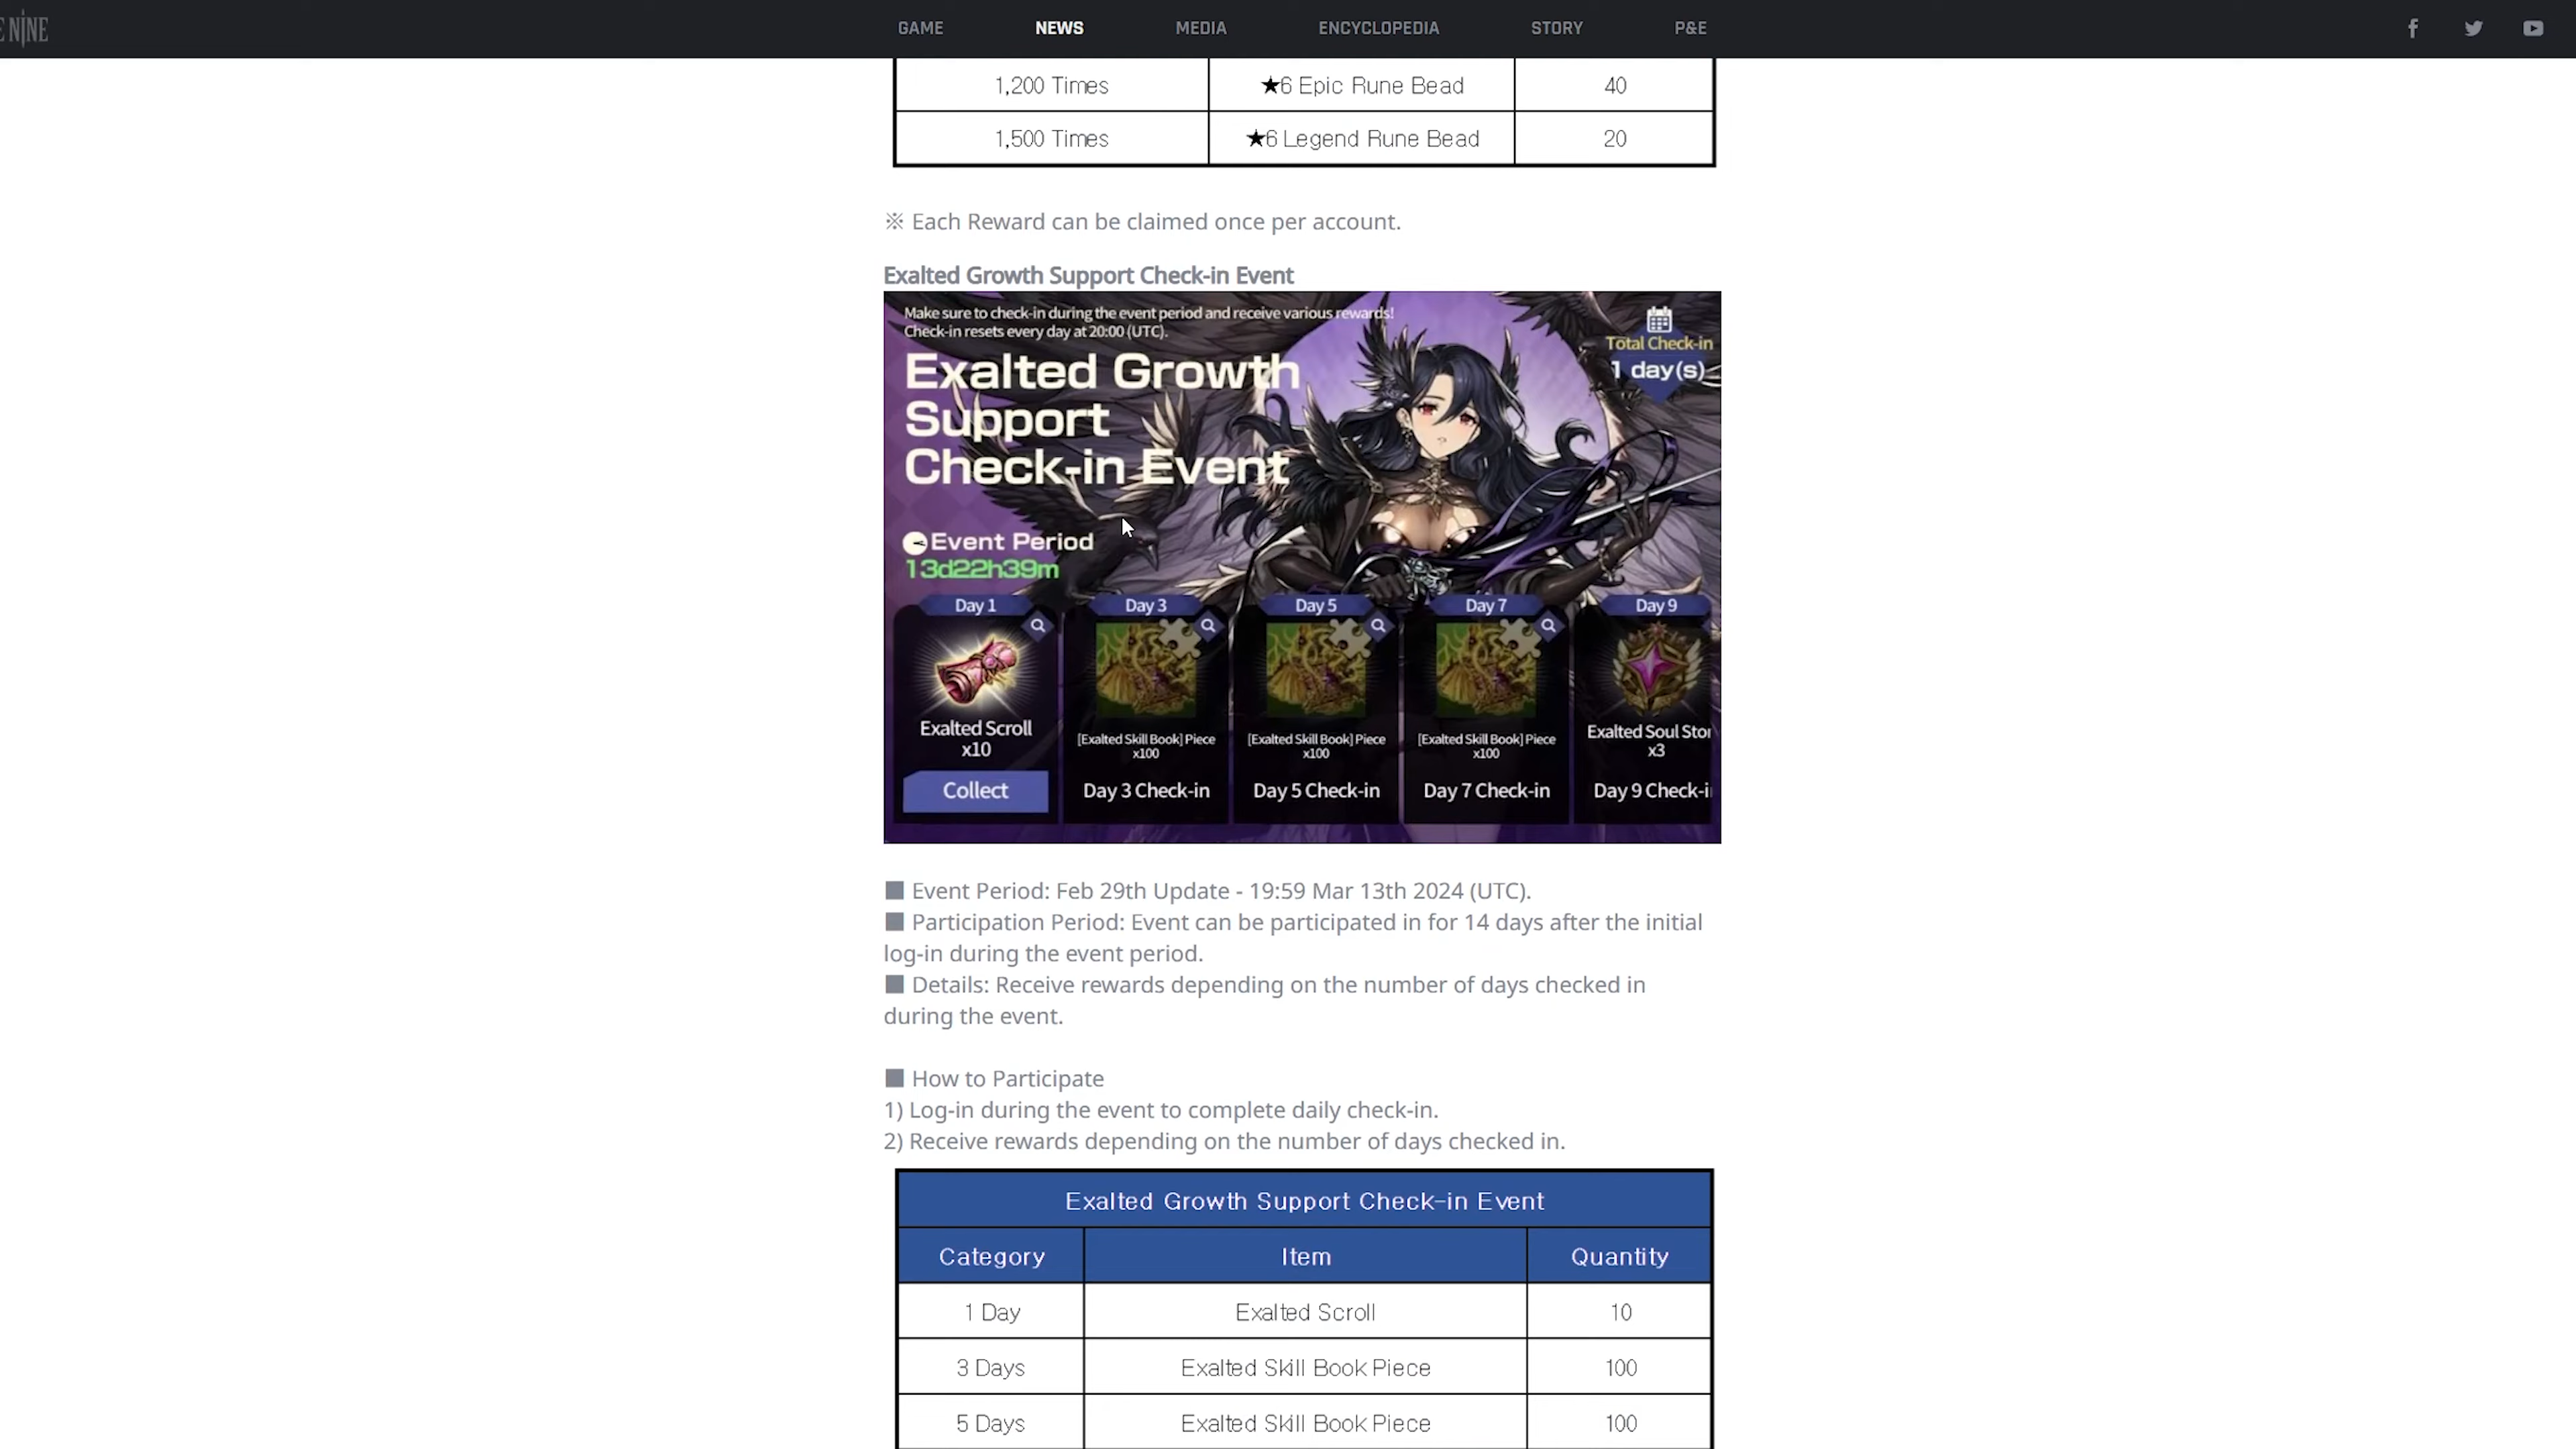 E NINE
GAME
NEWS
MEDIA
ENCYCLOPEDIA
STORY
P&E
1,200 Times ★6 Epic Rune Bead 40
1,500 Times ★6 Legend Rune Bead 20
※ Each Reward can be claimed once per account.
Exalted Growth Support Check-in Event
Make sure to check-in during the event period and receive various rewards!
Check-in resets every day at 20:00 (UTC).
Total Check-in
1 day(s)
Exalted Growth
Support
Check-in Event
Event Period
13d22h39m
Day 1
Exalted Scroll
x10
Collect
Day 3
[Exalted Skill Book] Piece
x100
Day 3 Check-in
Day 5
[Exalted Skill Book] Piece
x100
Day 5 Check-in
Day 7
[Exalted Skill Book] Piece
x100
Day 7 Check-in
Day 9
Exalted Soul Sto
x3
Day 9 Check-i
■ Event Period: Feb 29th Update - 19:59 Mar 13th 2024 (UTC).
■ Participation Period: Event can be participated in for 14 days after the initial
log-in during the event period.
■ Details: Receive rewards depending on the number of days checked in
during the event.
■ How to Participate
1) Log-in during the event to complete daily check-in.
2) Receive rewards depending on the number of days checked in.
Exalted Growth Support Check-in Event
Category Item Quantity
1 Day Exalted Scroll 10
3 Days Exalted Skill Book Piece 100
5 Days Exalted Skill Book Piece 100